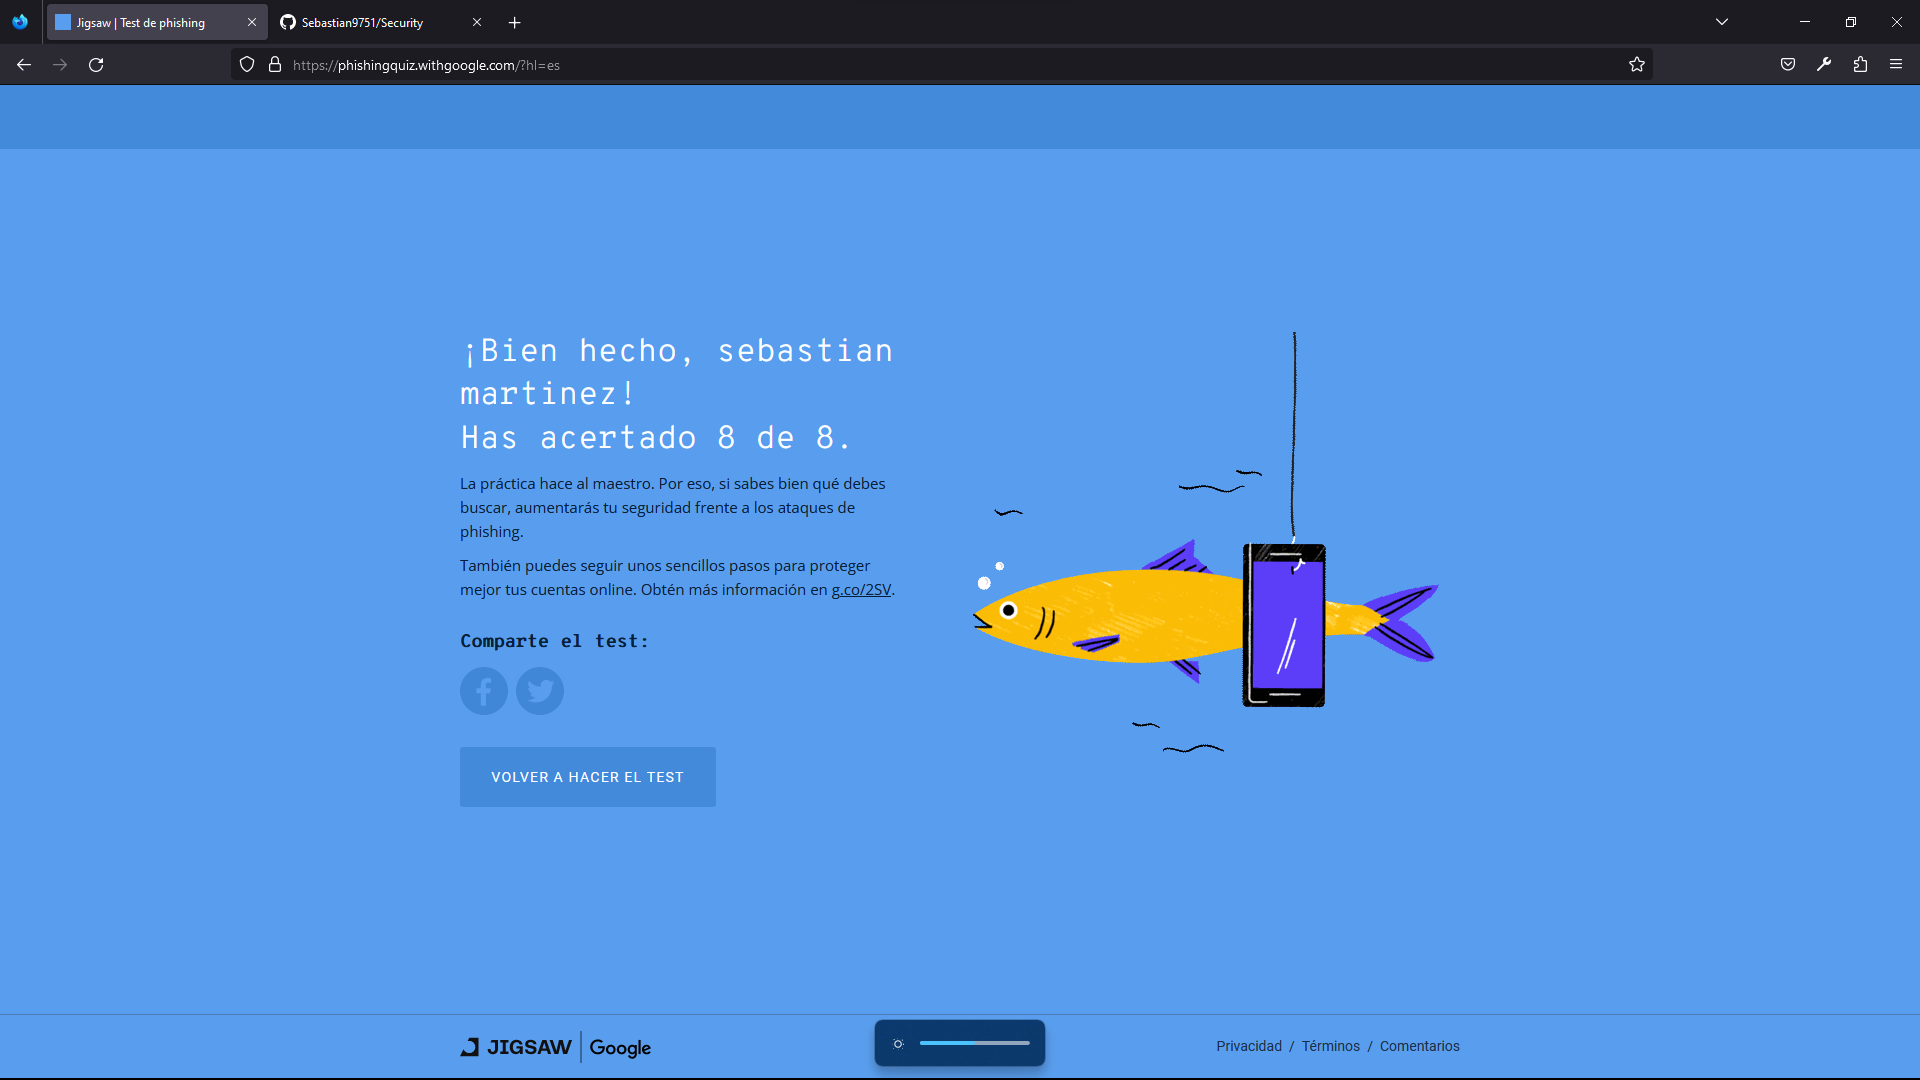 Jigsaw | Test de phishing
Sebastian9751/Security
https://phishingquiz.withgoogle.com/?hl=es
¡Bien hecho, sebastian
martinez!
Has acertado 8 de 8.
La práctica hace al maestro. Por eso, si sabes bien qué debes
buscar, aumentarás tu seguridad frente a los ataques de
phishing.
También puedes seguir unos sencillos pasos para proteger
mejor tus cuentas online. Obtén más información en g.co/2SV.
Comparte el test:
VOLVER A HACER EL TEST
JIGSAW | Google
Privacidad / Términos / Comentarios